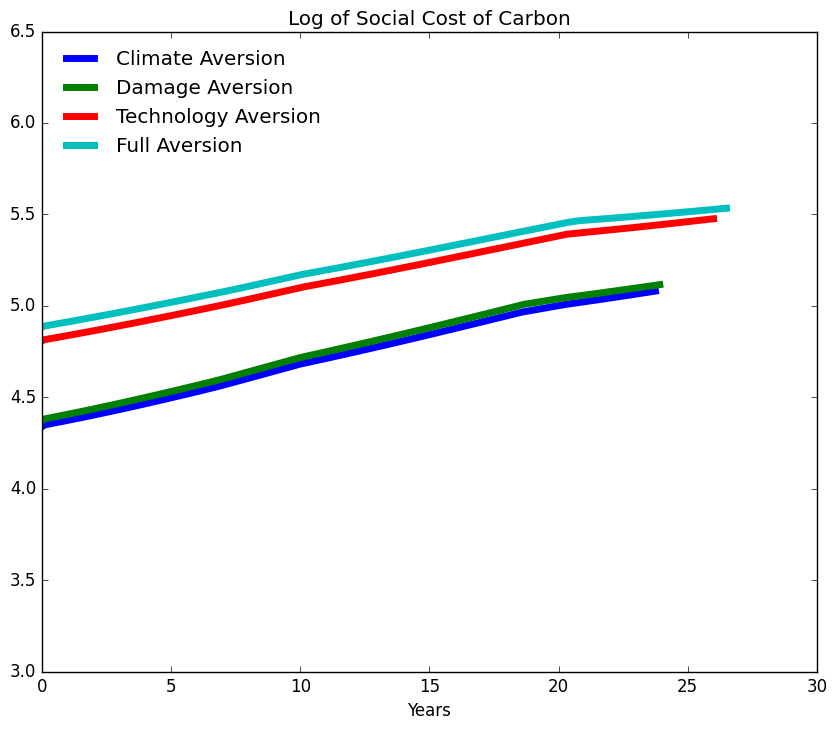 Log of Social Cost of Carbon
6.5
6.0
5.5
5.0
4.5
4.0
3.5
3.0
Climate Aversion
Damage Aversion
Technology Aversion
Full Aversion
0 5 10 15 20 25 30
Years